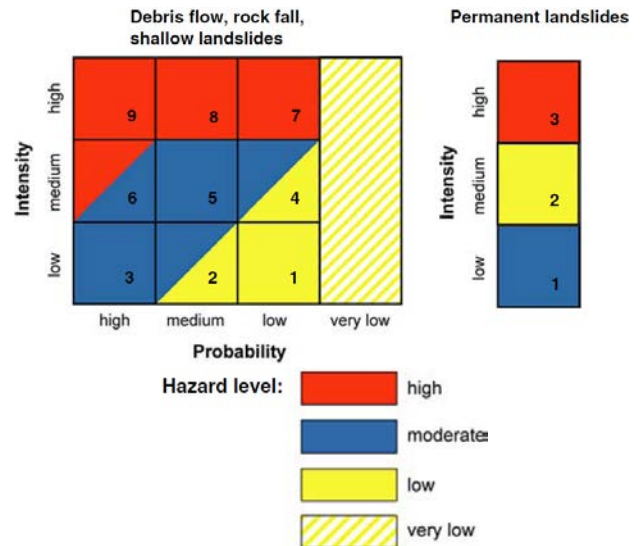 Debris flow, rock fall,
shallow landslides
Permanent landslides
Intensity
high
medium
low
9
8
7
6
5
4
3
2
1
high
medium
low
very low
Probability
Intensity
high
medium
low
3
2
1
Hazard level:
high
moderate
low
very low